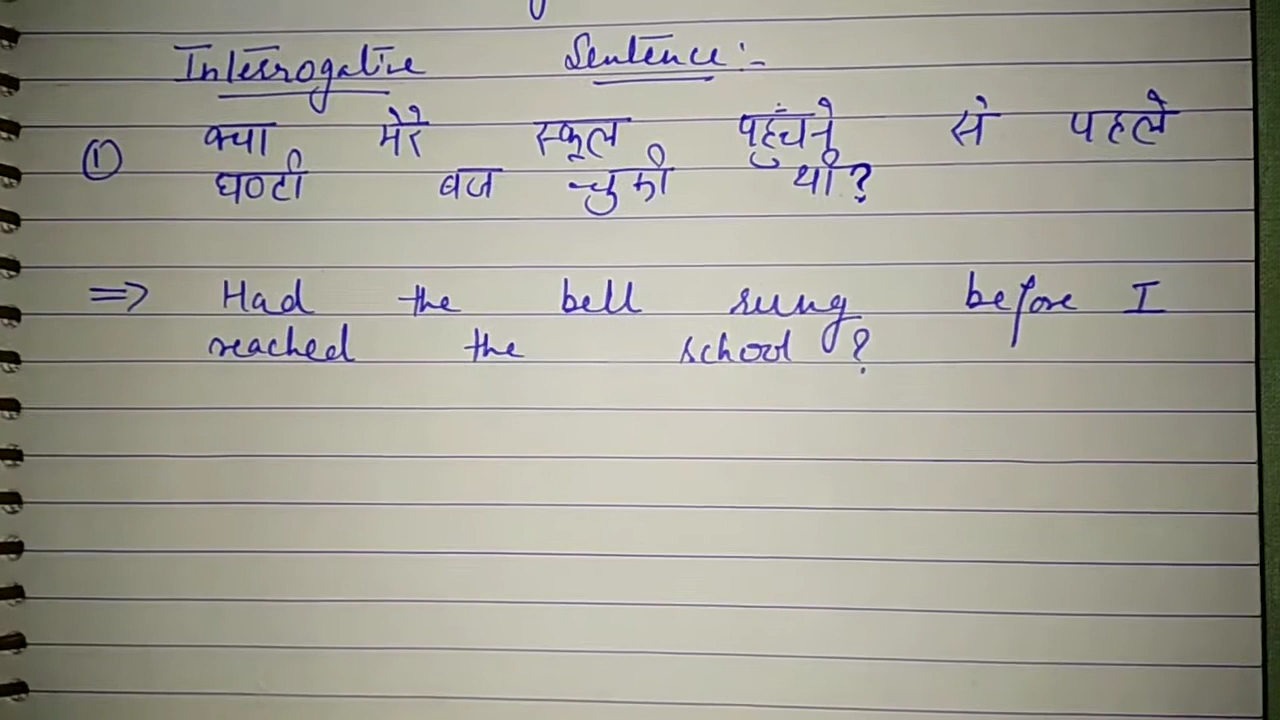 Interrogative Sentence :-
① क्या मेरे स्कूल पहुँचने से पहले
घण्टी बज चुकी थी?
⇒ Had the bell rung before I
reached the school?